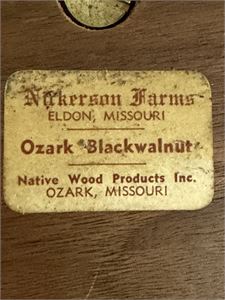 Nickerson Farms
ELDON, MISSOURI
Ozark Blackwalnut
Native Wood Products Inc.
OZARK, MISSOURI